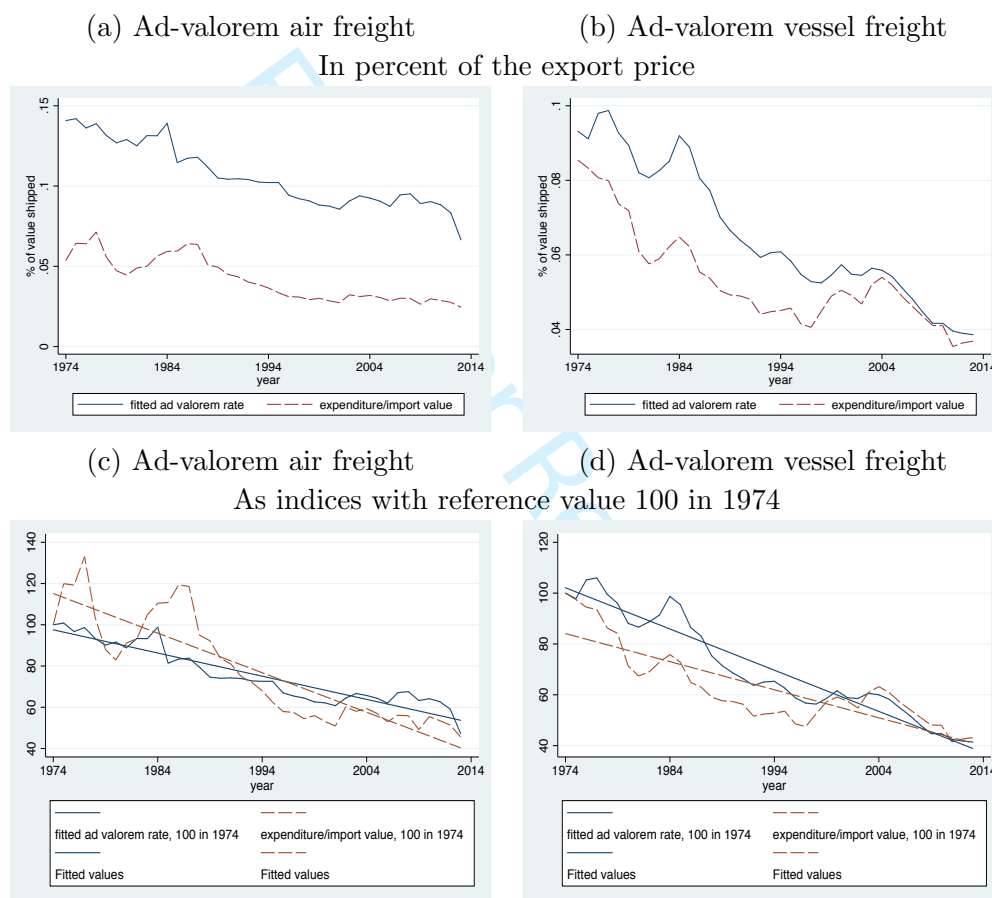 (a) Ad-valorem air freight
(b) Ad-valorem vessel freight
In percent of the export price
% of value shipped
.15
.1
.05
0
1974 1984 1994 2004 2014
year
fitted ad valorem rate expenditure/import value
% of value shipped
.1
.08
.06
.04
1974 1984 1994 2004 2014
year
fitted ad valorem rate expenditure/import value
(c) Ad-valorem air freight
(d) Ad-valorem vessel freight
As indices with reference value 100 in 1974
140
120
100
80
60
40
1974 1984 1994 2004 2014
year
fitted ad valorem rate, 100 in 1974 expenditure/import value, 100 in 1974
Fitted values Fitted values
120
100
80
60
40
1974 1984 1994 2004 2014
year
fitted ad valorem rate, 100 in 1974 expenditure/import value, 100 in 1974
Fitted values Fitted values